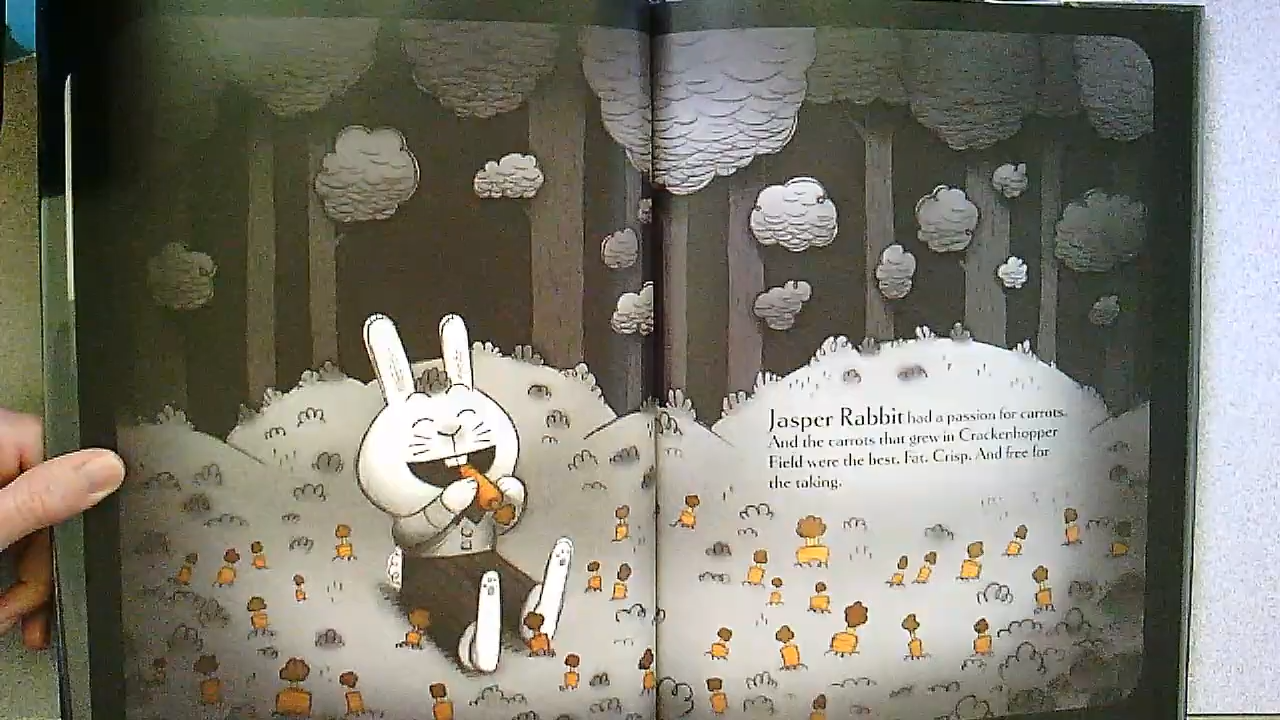 Jasper Rabbit had a passion for carrots.
And the carrots that grew in Crackenhopper
Field were the best. Fat. Crisp. And free for
the taking.